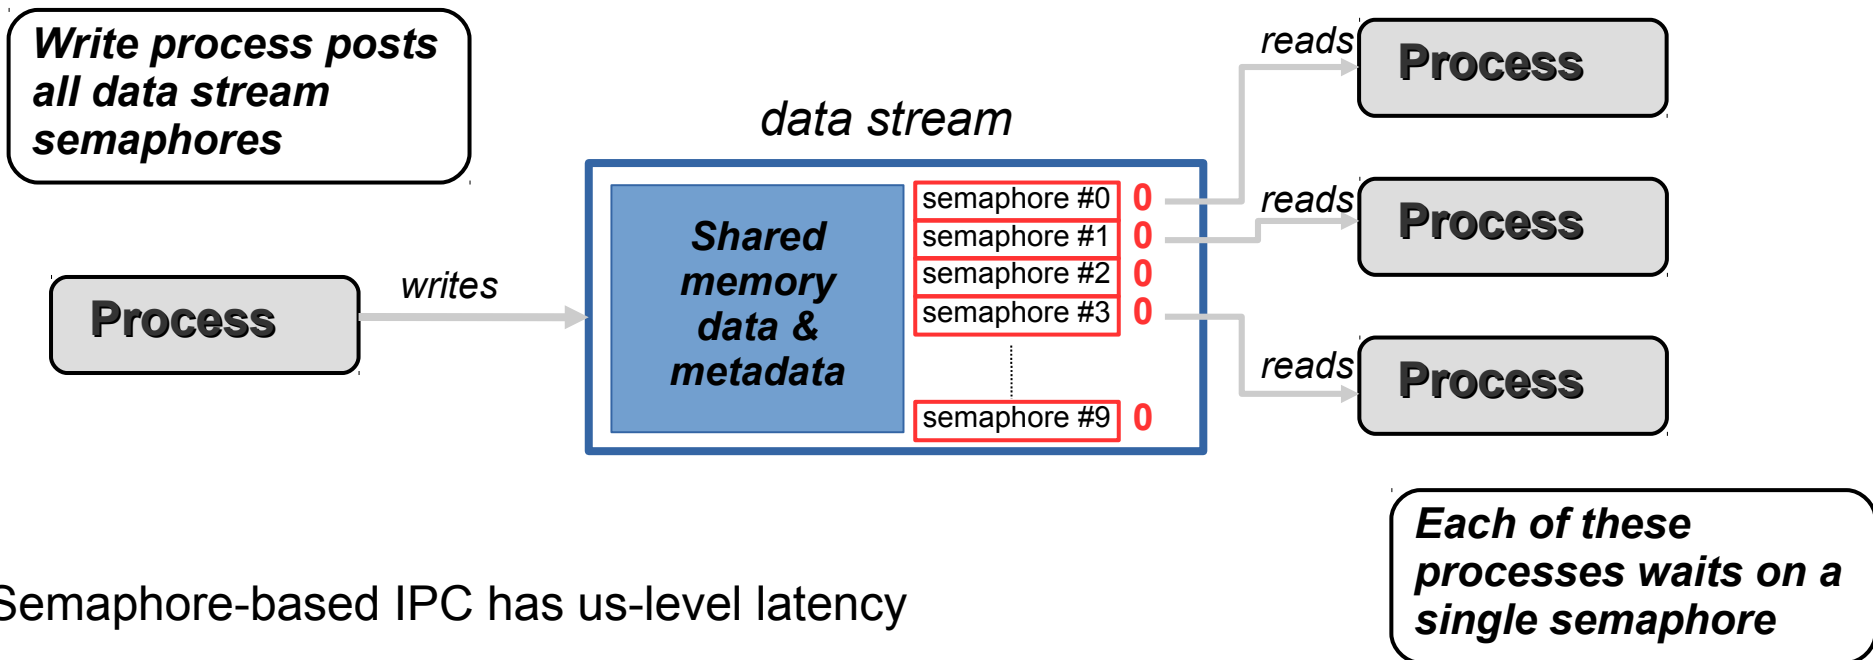 Write process posts
all data stream
semaphores
data stream
Process
writes
Shared
memory
data &
metadata
semaphore #0 0
semaphore #1 0
semaphore #2 0
semaphore #3 0
semaphore #9 0
reads
Process
reads
Process
reads
Process
Each of these
processes waits on a
single semaphore
Semaphore-based IPC has us-level latency